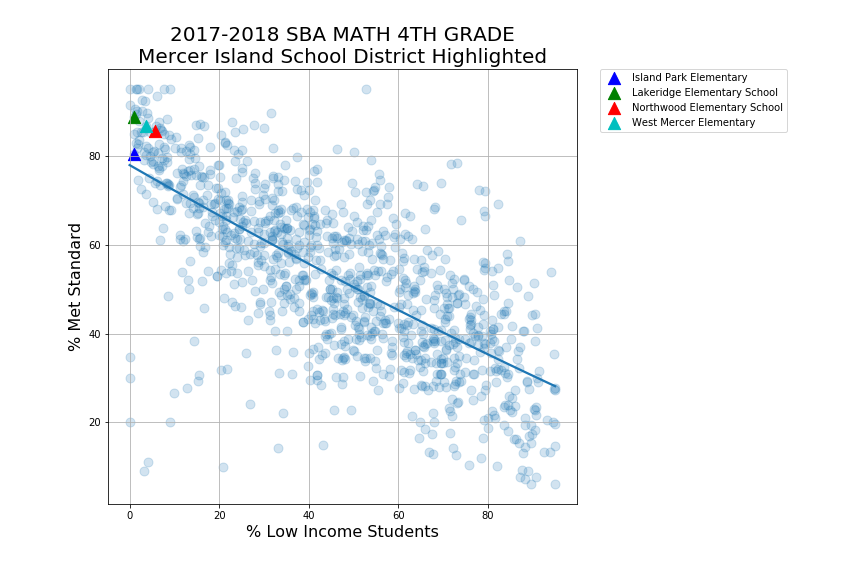 2017-2018 SBA MATH 4TH GRADE
Mercer Island School District Highlighted
Island Park Elementary
Lakeridge Elementary School
Northwood Elementary School
West Mercer Elementary
% Met Standard
80
60
40
20
0 20 40 60 80
% Low Income Students